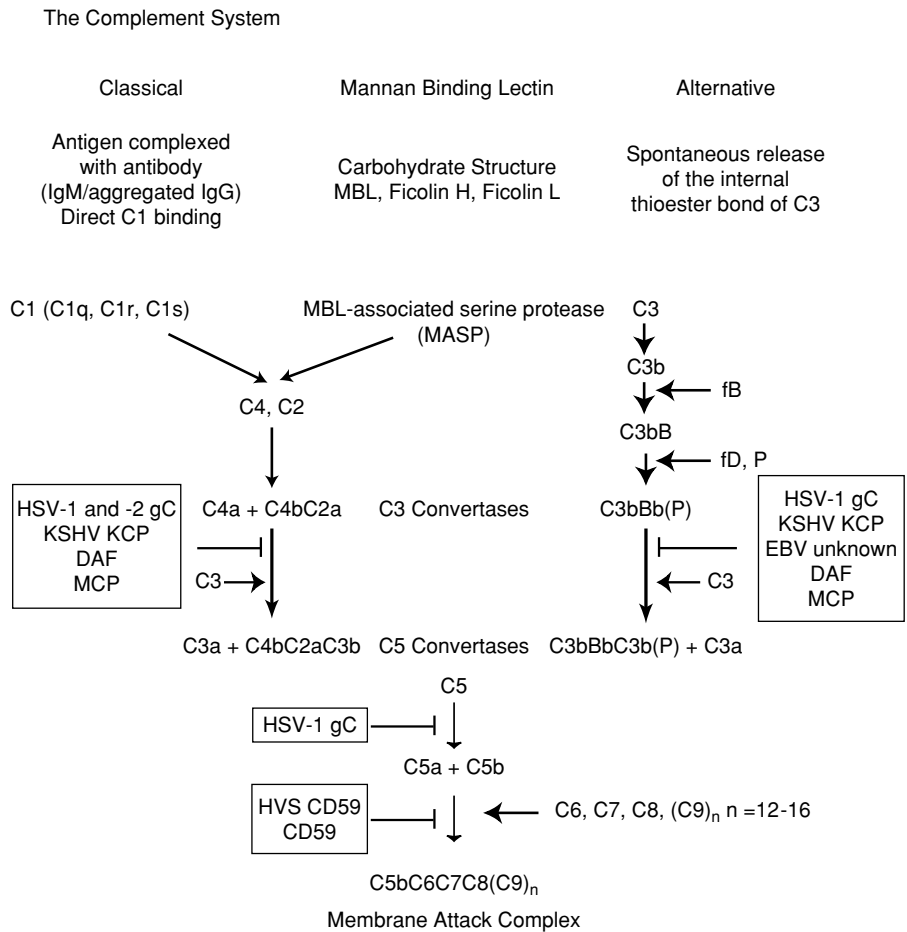 The Complement System
Classical
Mannan Binding Lectin
Alternative
Antigen complexed
with antibody
(IgM/aggregated IgG)
Direct C1 binding
Carbohydrate Structure
MBL, Ficolin H, Ficolin L
Spontaneous release
of the internal
thioester bond of C3
C1 (C1q, C1r, C1s)
MBL-associated serine protease
(MASP)
C3
C3b
fB
C4, C2
C3bB
fD, P
HSV-1 and -2 gC
KSHV KCP
DAF
MCP
C4a + C4bC2a
C3 Convertases
C3bBb(P)
HSV-1 gC
KSHV KCP
EBV unknown
DAF
MCP
C3
C3
C3a + C4bC2aC3b
C5 Convertases
C3bBbC3b(P) + C3a
C5
HSV-1 gC
C5a + C5b
HVS CD59
CD59
C6, C7, C8, (C9)n n =12-16
C5bC6C7C8(C9)n
Membrane Attack Complex